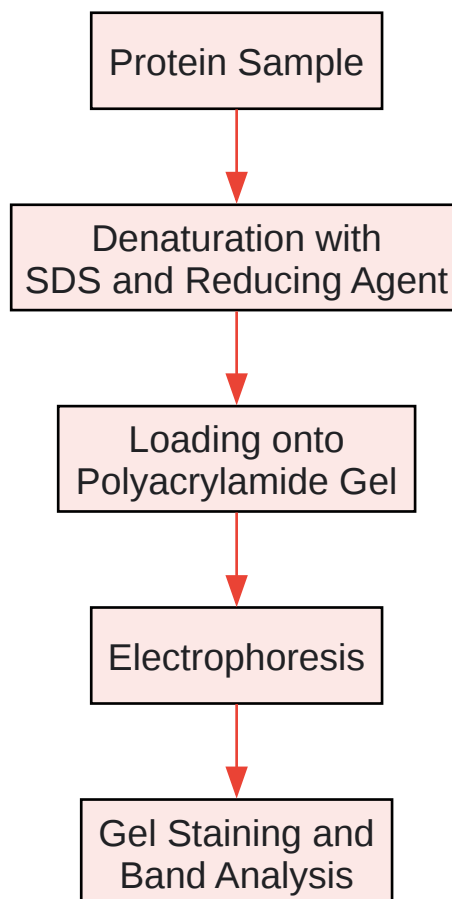 Protein Sample
Denaturation with
SDS and Reducing Agent
Loading onto
Polyacrylamide Gel
Electrophoresis
Gel Staining and
Band Analysis